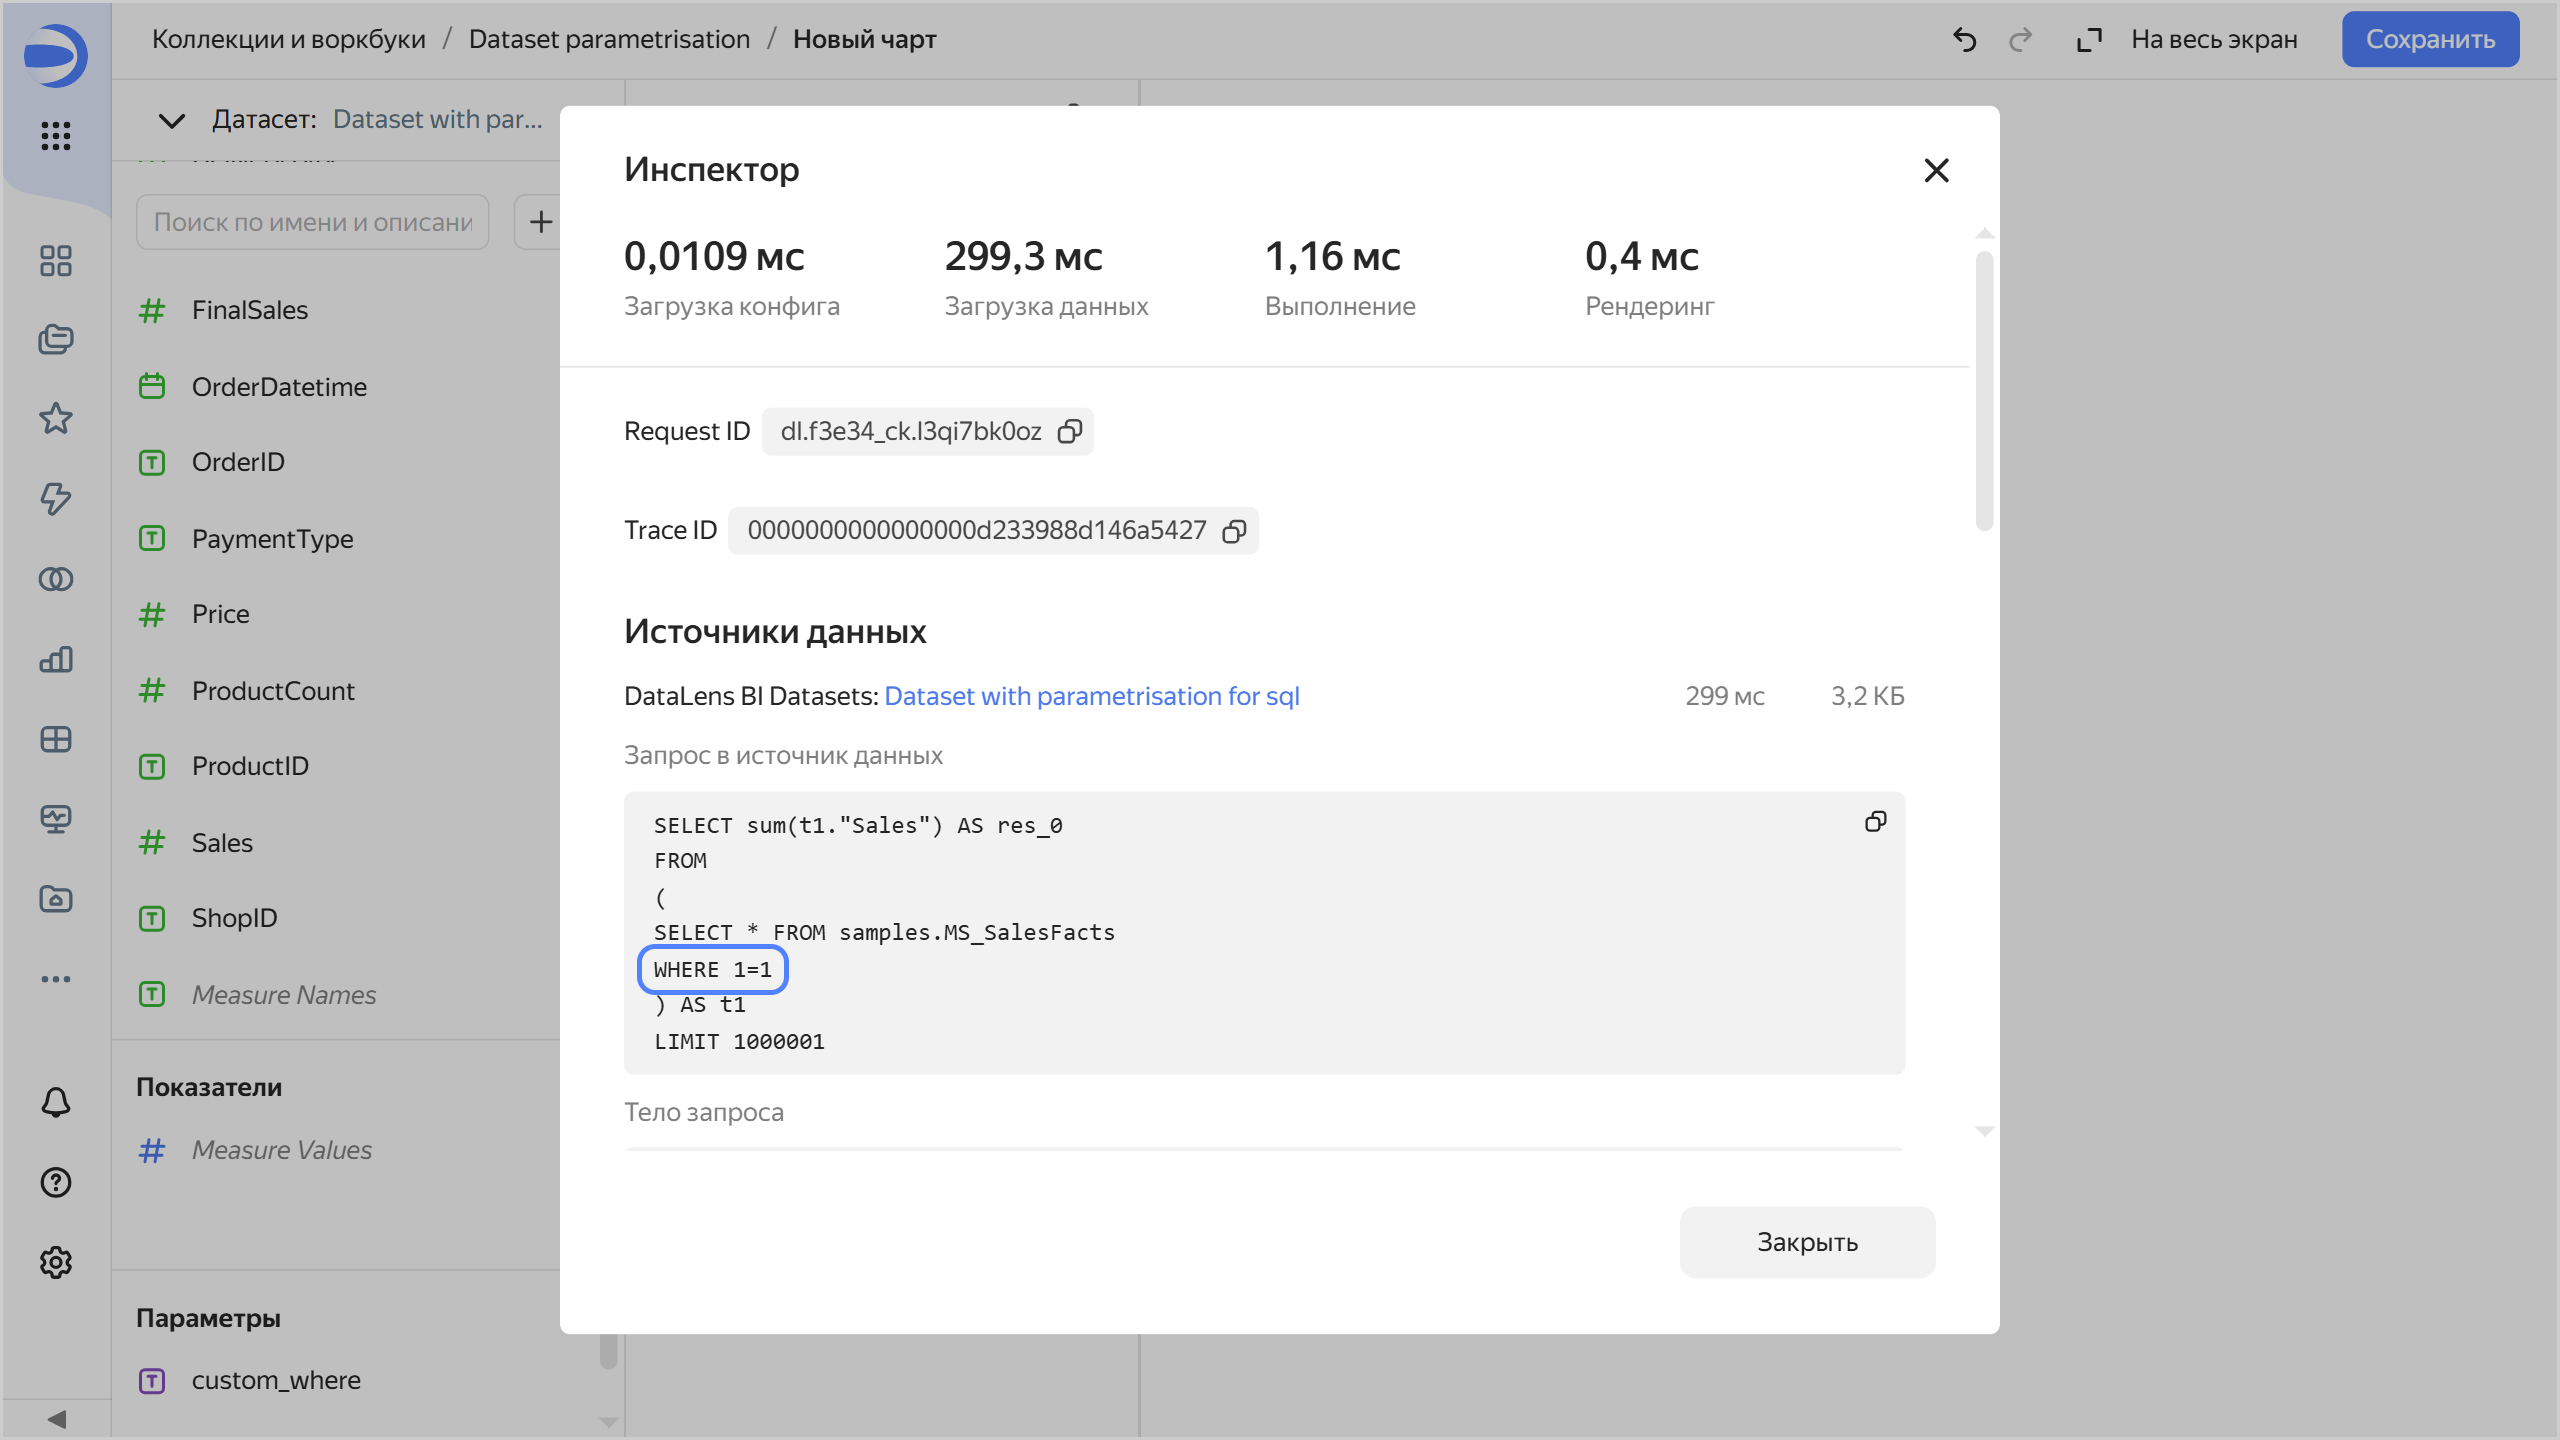 Коллекции и воркбуки / Dataset parametrisation / Новый чарт
На весь экран
Сохранить
Датасет: Dataset with par...
Поиск по имени и описани
FinalSales
OrderDatetime
OrderID
PaymentType
Price
ProductCount
ProductID
Sales
ShopID
Measure Names
Показатели
Measure Values
Параметры
custom_where
Инспектор
0,0109 мс
Загрузка конфига
299,3 мс
Загрузка данных
1,16 мс
Выполнение
0,4 мс
Рендеринг
Request ID dl.f3e34_ck.l3qi7bk0oz
Trace ID 0000000000000000d233988d146a5427
Источники данных
DataLens BI Datasets: Dataset with parametrisation for sql 299 мс 3,2 КБ
Запрос в источник данных
SELECT sum(t1."Sales") AS res_0
FROM
(
SELECT * FROM samples.MS_SalesFacts
WHERE 1=1
) AS t1
LIMIT 1000001
Тело запроса
Закрыть